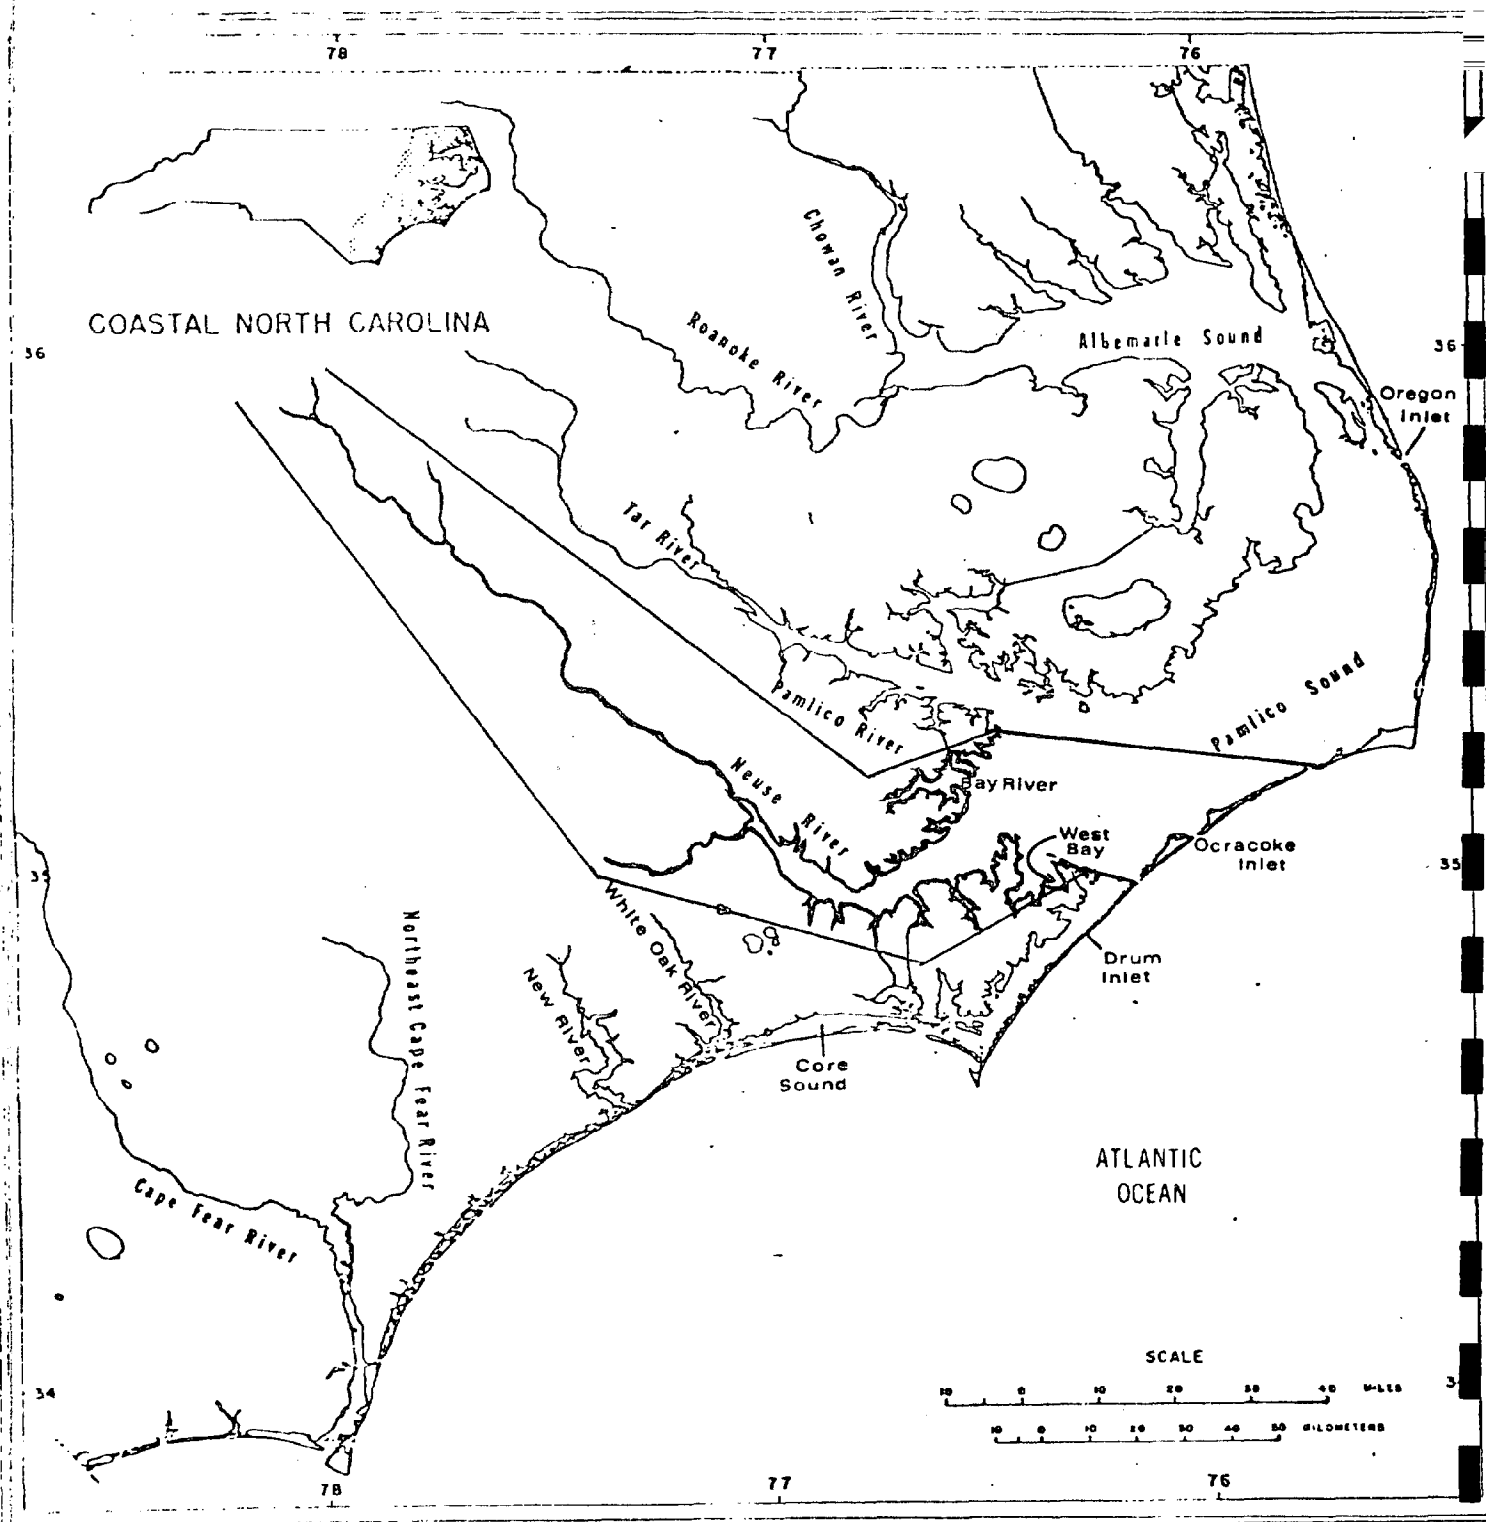 78
77
76
COASTAL NORTH CAROLINA
36
36
Chowan River
Roanoke River
Albemarle Sound
Oregon
Inlet
Tar River
Pamlico River
Pamlico Sound
Neuse River
Bay River
West
Bay
Ocracoke
Inlet
35
35
White Oak River
Northeast Cape Fear River
New River
Drum
Inlet
Core
Sound
ATLANTIC
OCEAN
Cape Fear River
SCALE
34
3
10 0 10 20 30 40 MILES
10 0 10 20 30 40 50 KILOMETERS
78
77
76